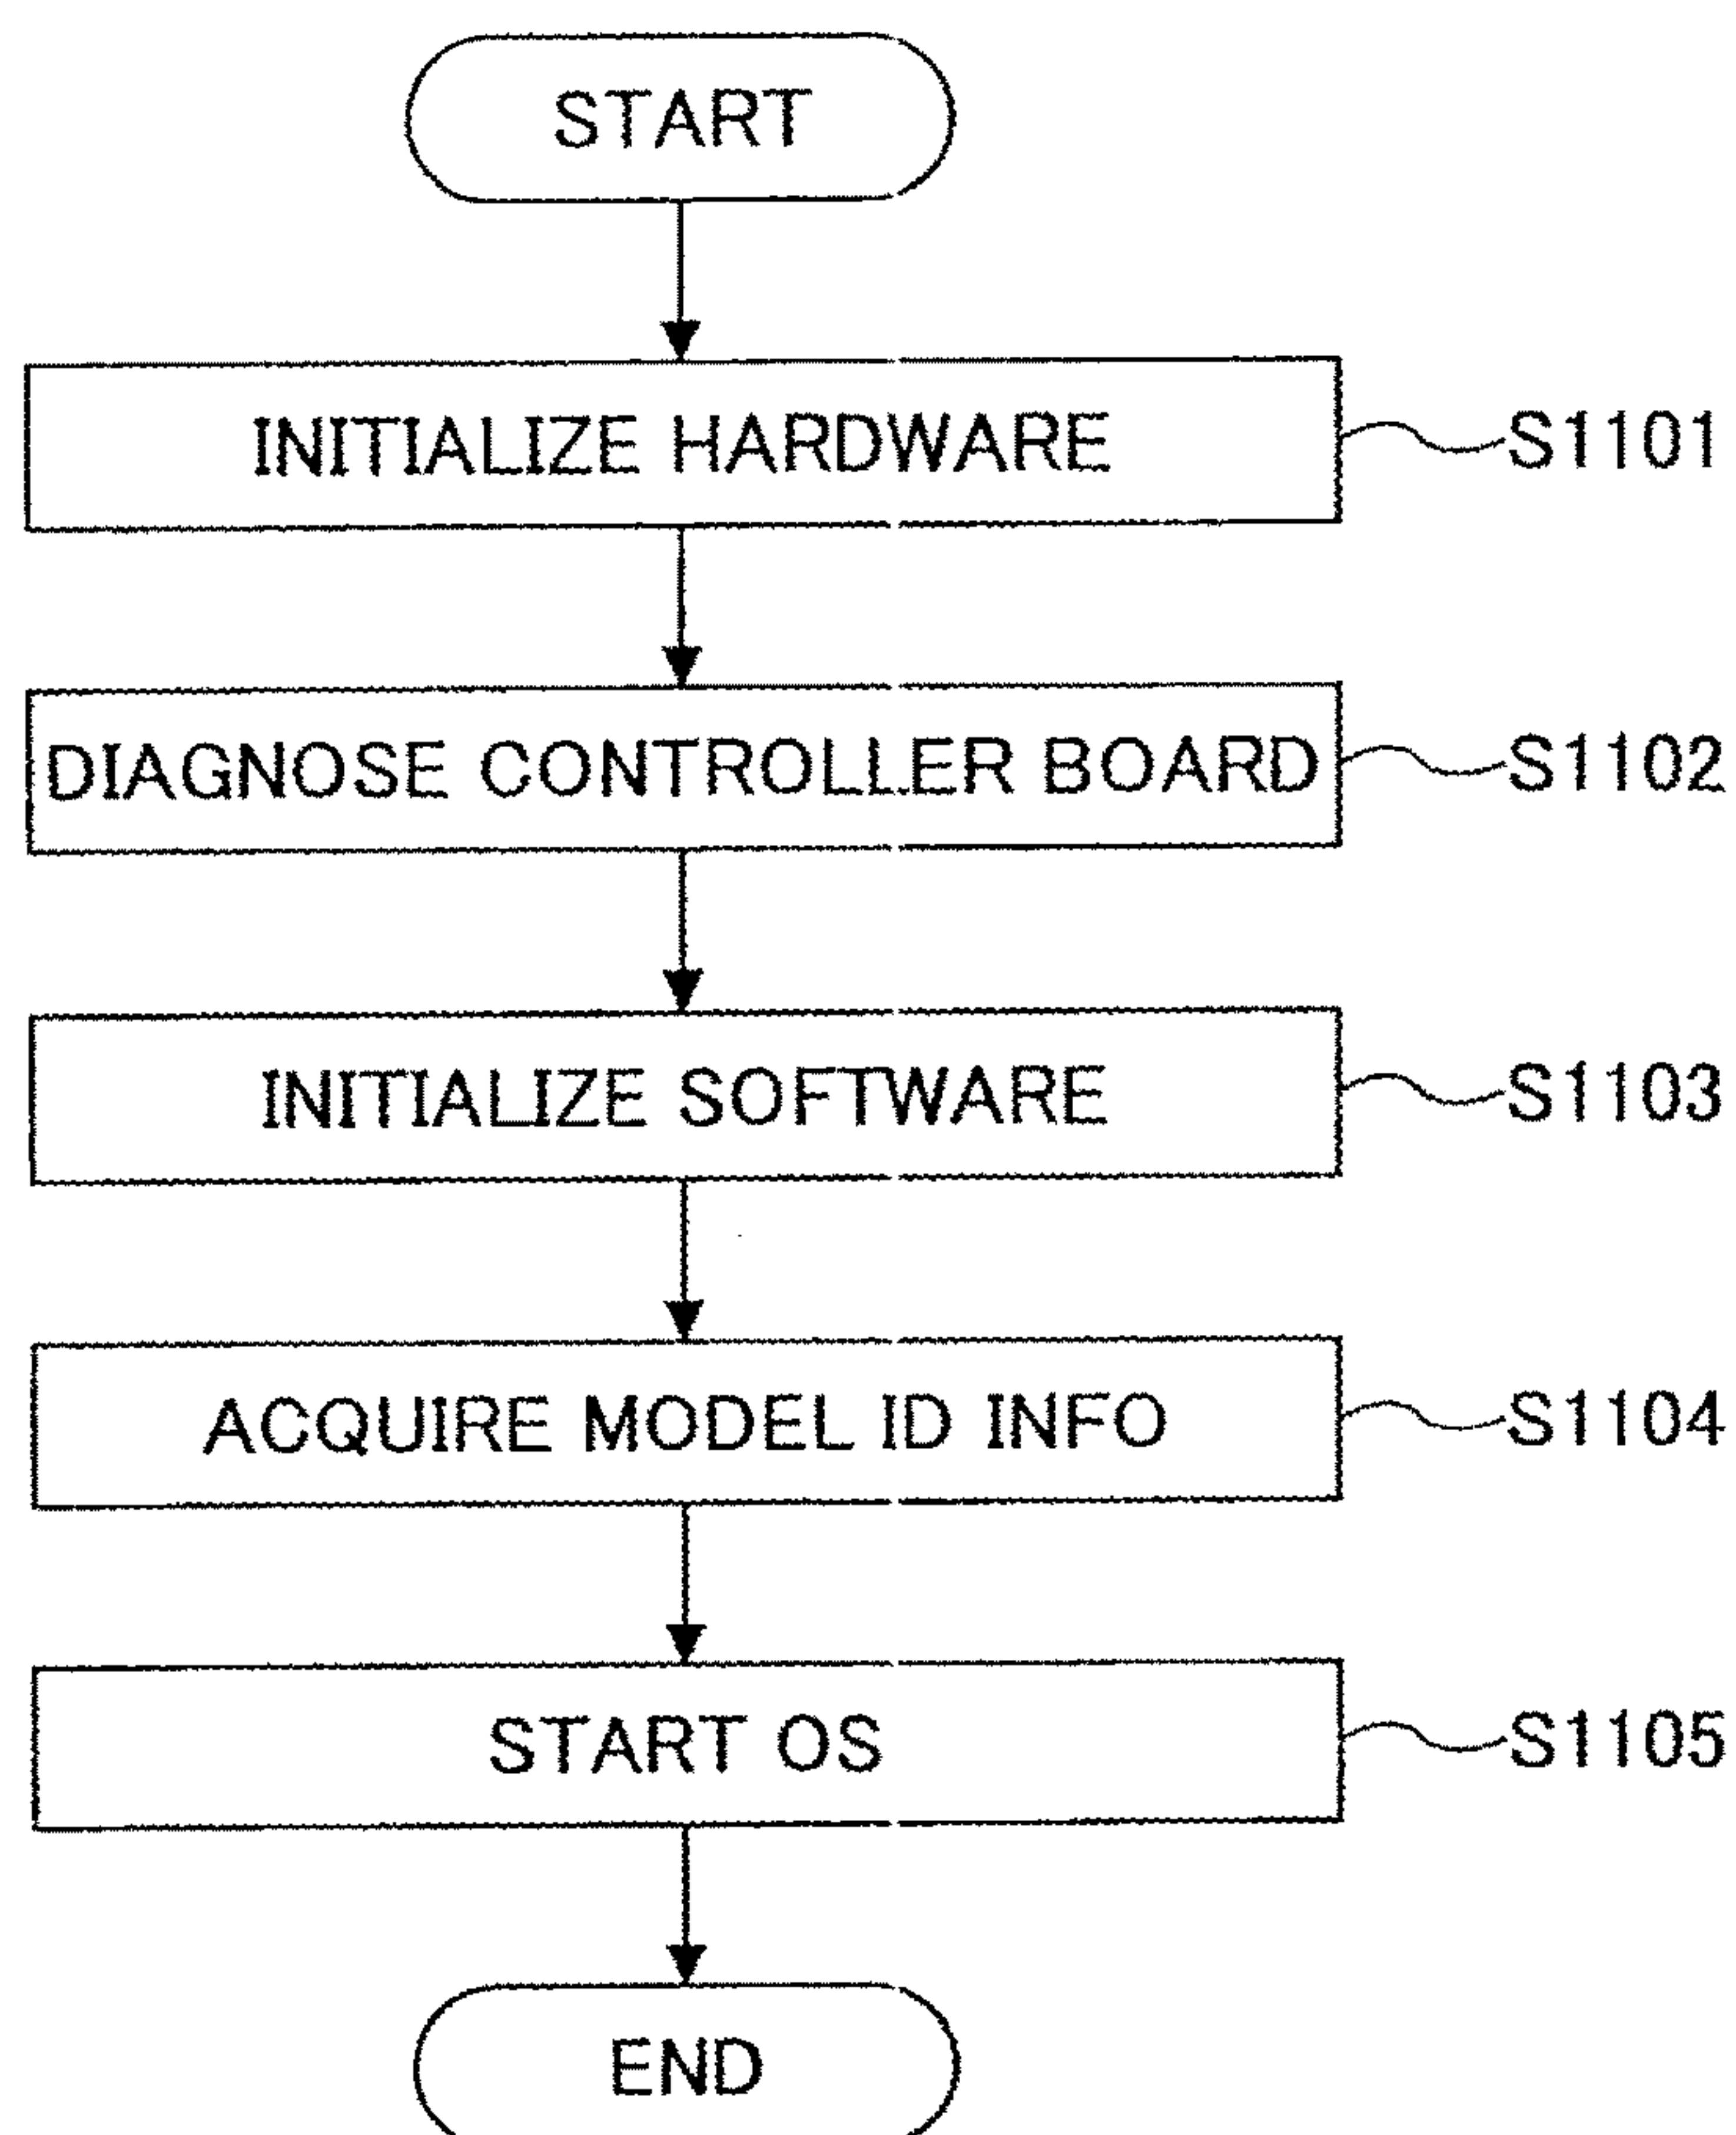 START
INITIALIZE HARDWARE S1101
DIAGNOSE CONTROLLER BOARD S1102
INITIALIZE SOFTWARE S1103
ACQUIRE MODEL ID INFO S1104
START OS S1105
END